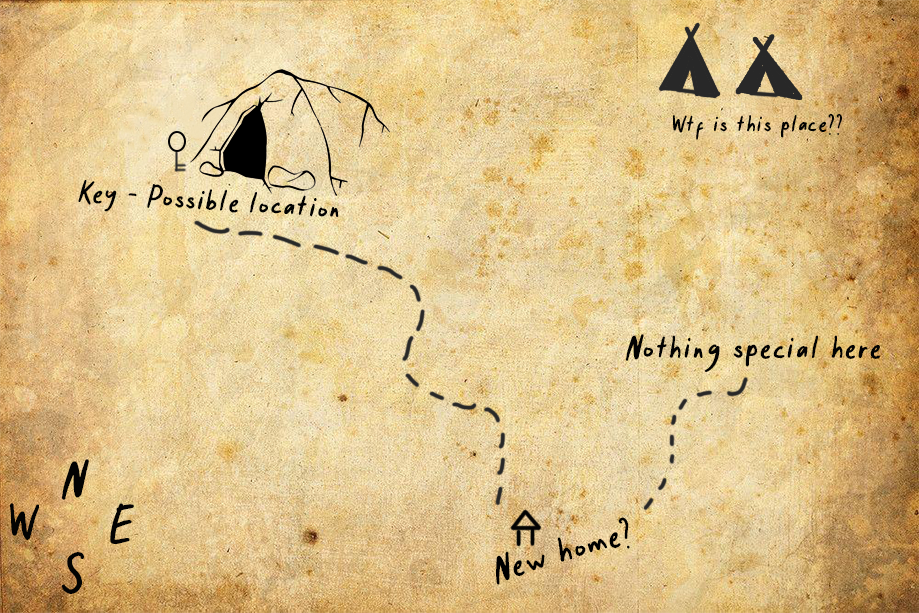 Wtf is this place??
Key - Possible location
Nothing special here
N
W E
S
New home?